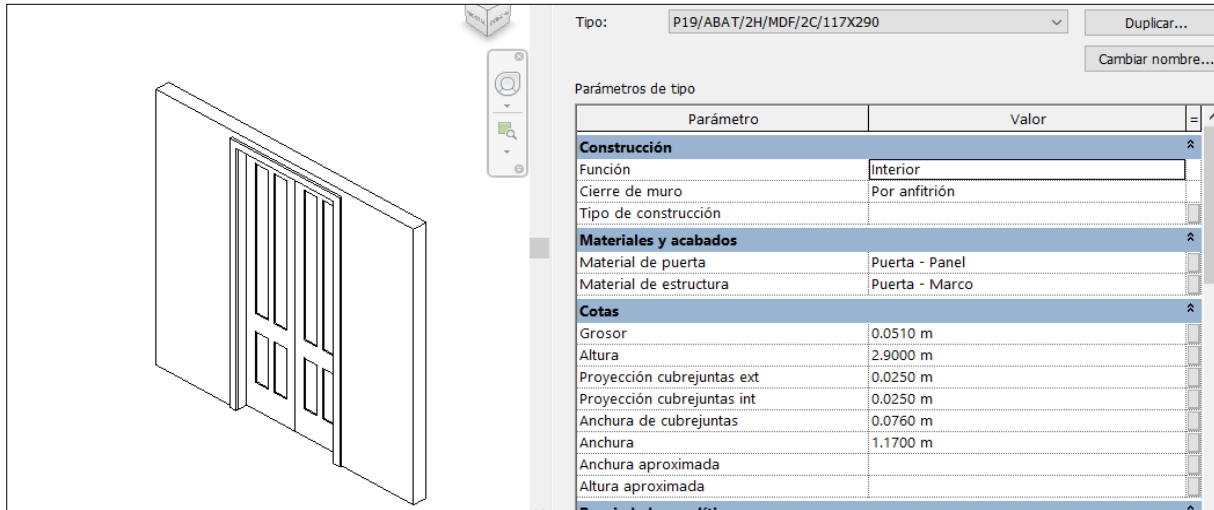 Tipo: P19/ABAT/2H/MDF/2C/117X290 Duplicar...
Cambiar nombre...
Parámetros de tipo
Parámetro Valor =
Construcción
Función Interior
Cierre de muro Por anfitrión
Tipo de construcción
Materiales y acabados
Material de puerta Puerta - Panel
Material de estructura Puerta - Marco
Cotas
Grosor 0.0510 m
Altura 2.9000 m
Proyección cubrejuntas ext 0.0250 m
Proyección cubrejuntas int 0.0250 m
Anchura de cubrejuntas 0.0760 m
Anchura 1.1700 m
Anchura aproximada
Altura aproximada